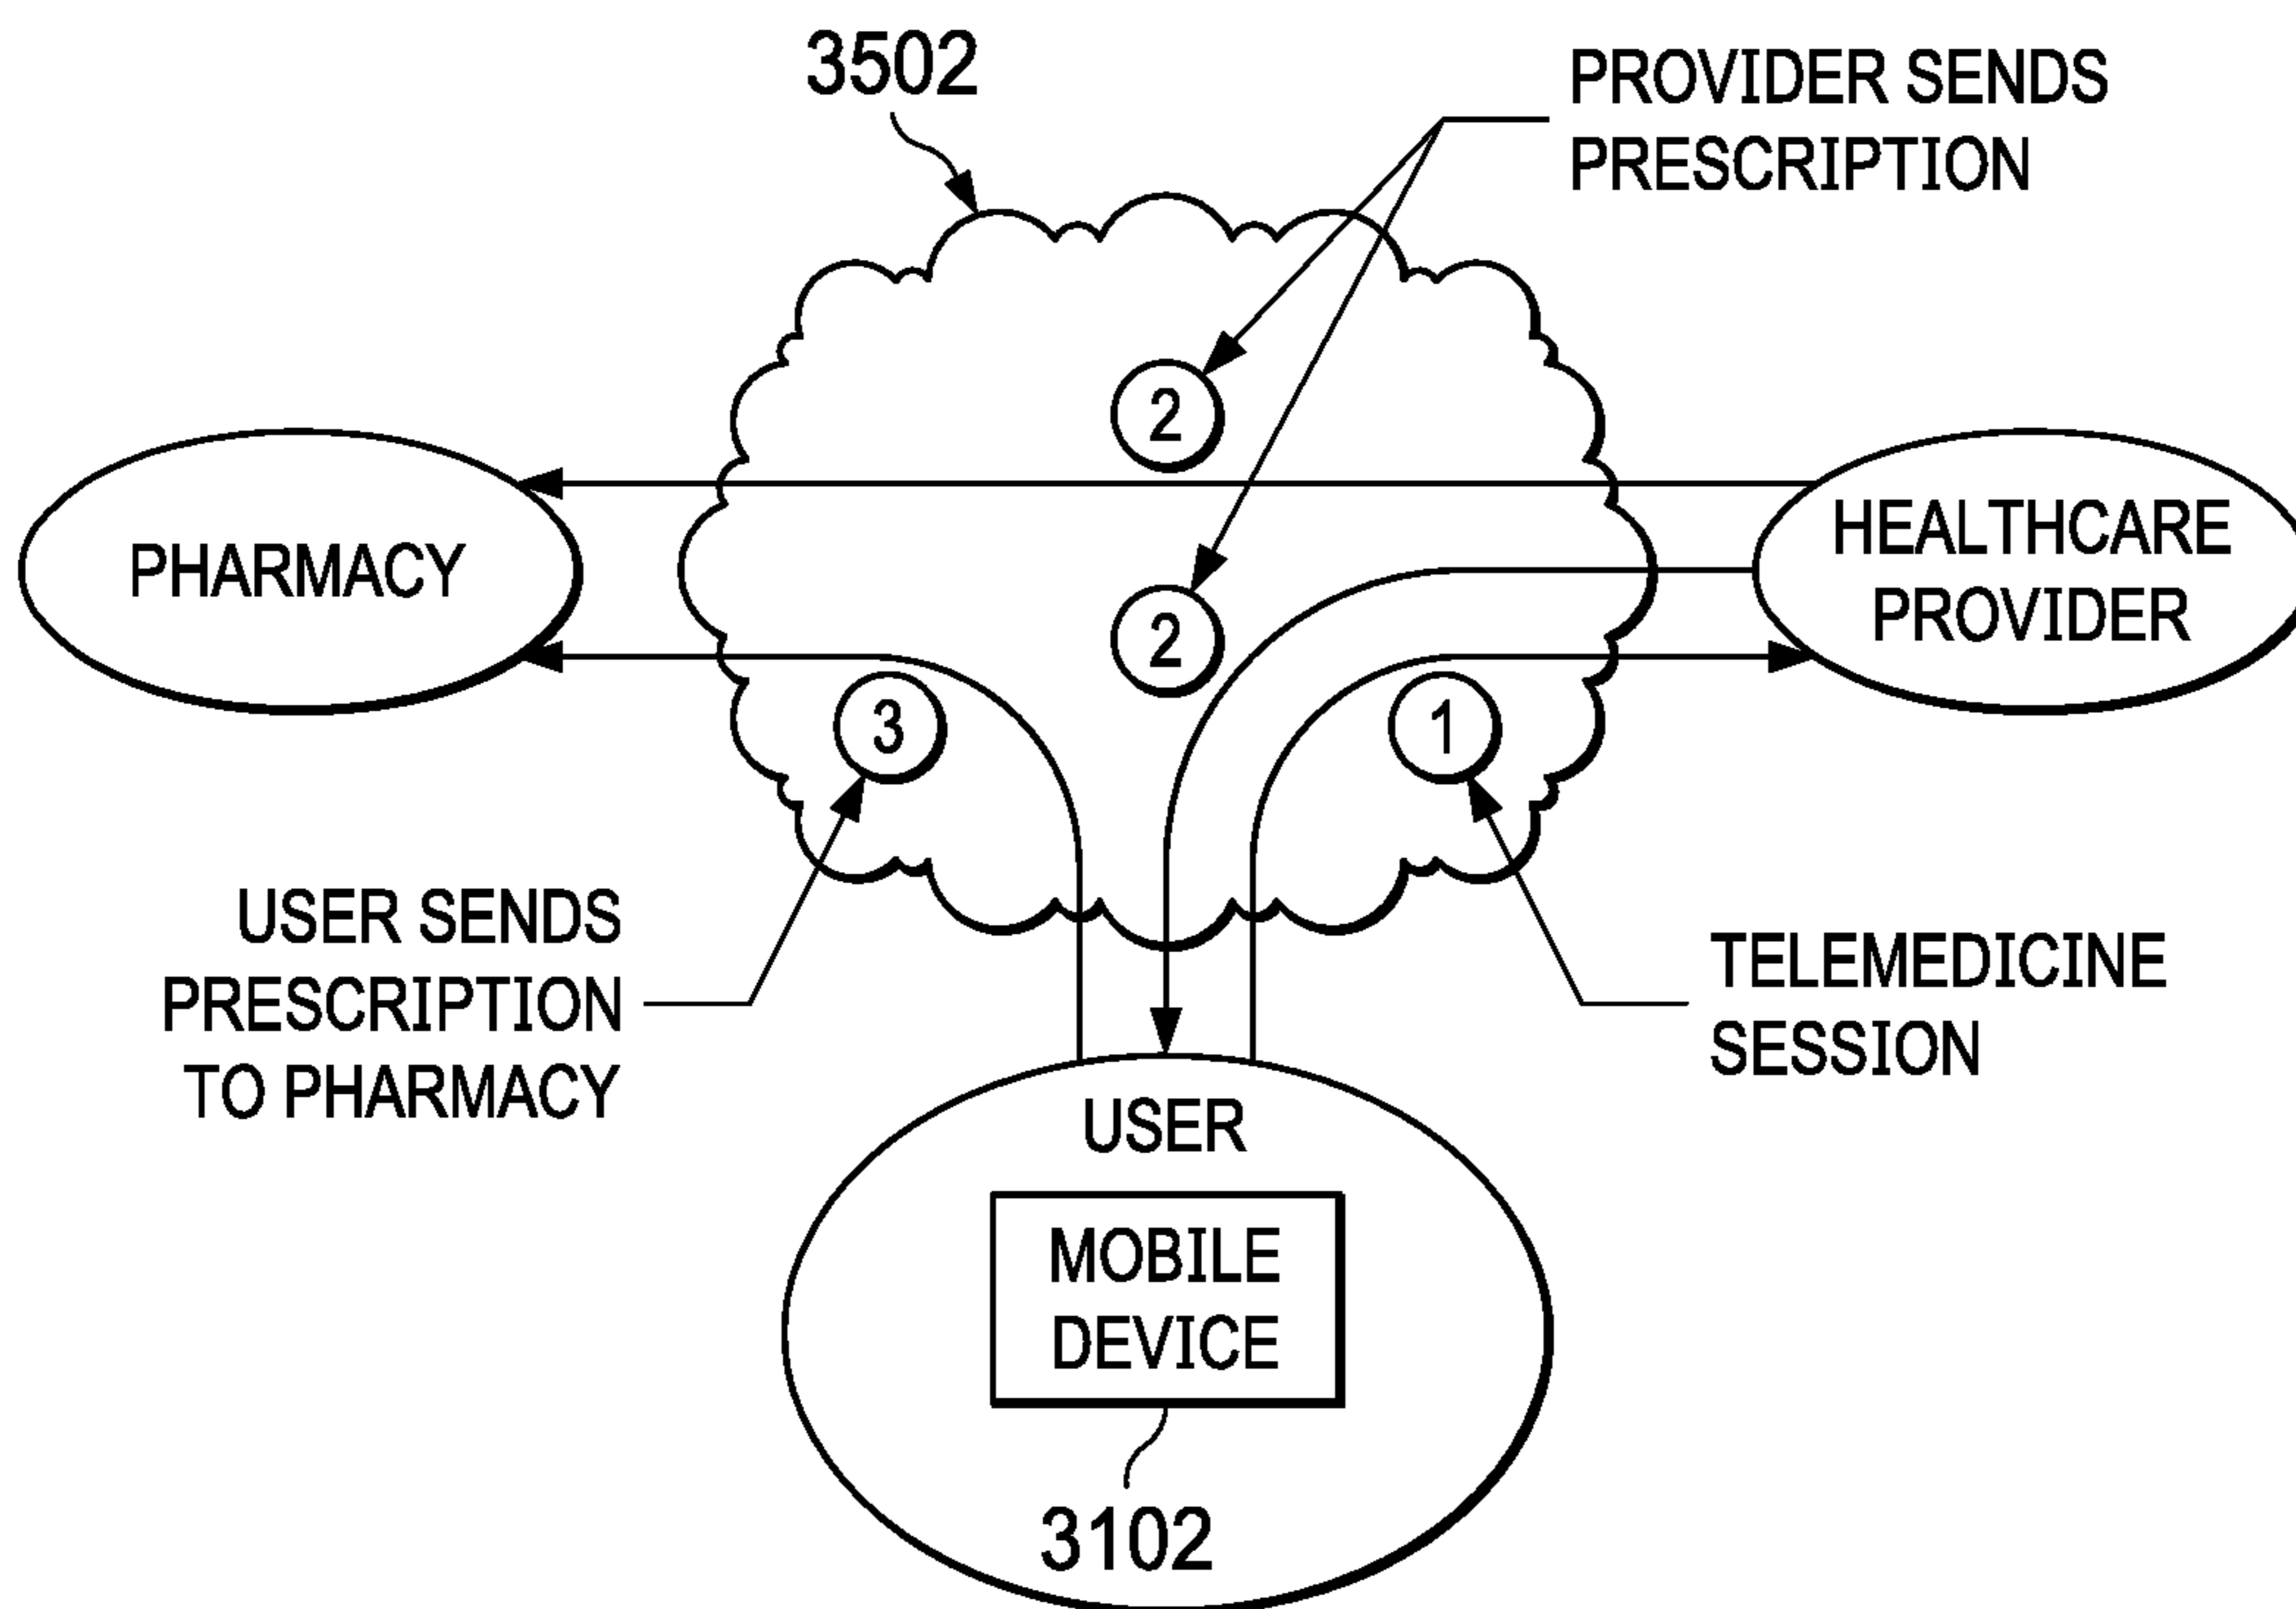 3502
PROVIDER SENDS
PRESCRIPTION
2
PHARMACY
HEALTHCARE
PROVIDER
2
3
1
USER SENDS
PRESCRIPTION
TO PHARMACY
TELEMEDICINE
SESSION
USER
MOBILE
DEVICE
3102